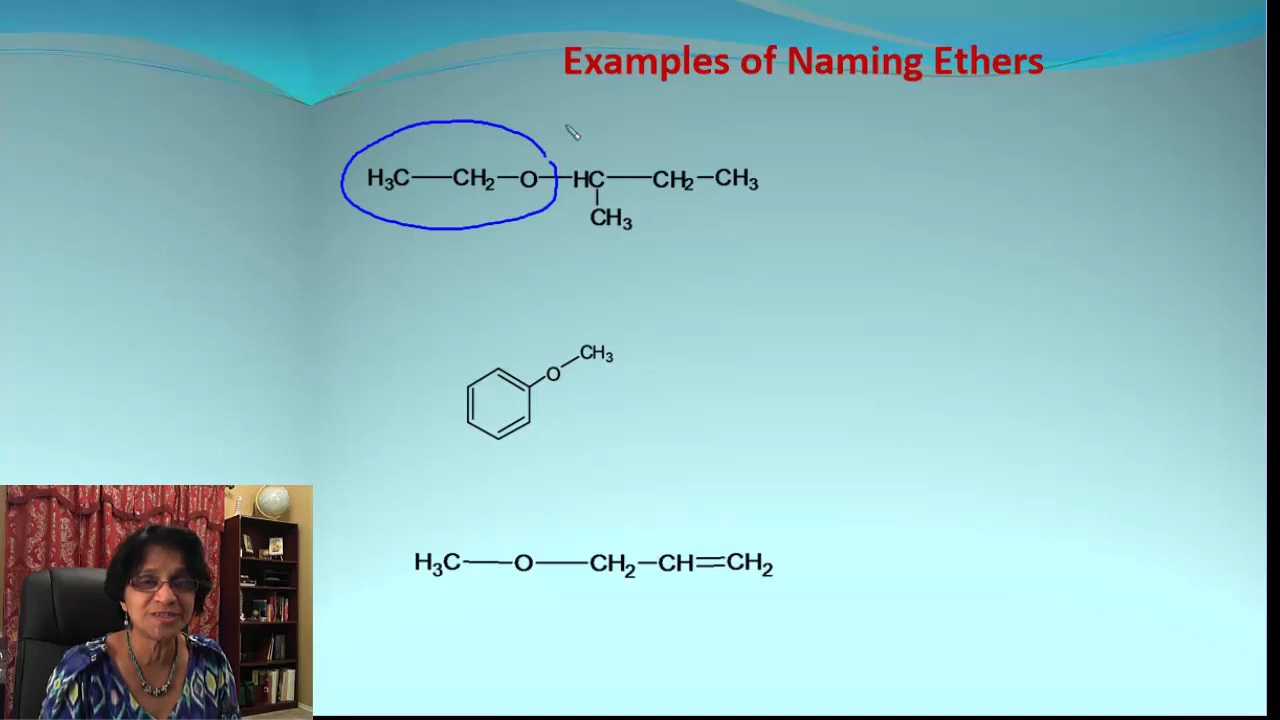 Examples of Naming Ethers
H₃C—CH₂—O—HC—CH₂—CH₃
CH₃
CH₃
O
H₃C—O—CH₂—CH=CH₂